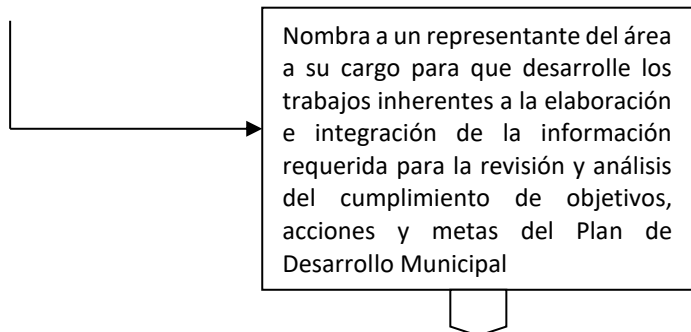 Nombra a un representante del área
a su cargo para que desarrolle los
trabajos inherentes a la elaboración
e integración de la información
requerida para la revisión y análisis
del cumplimiento de objetivos,
acciones y metas del Plan de
Desarrollo Municipal